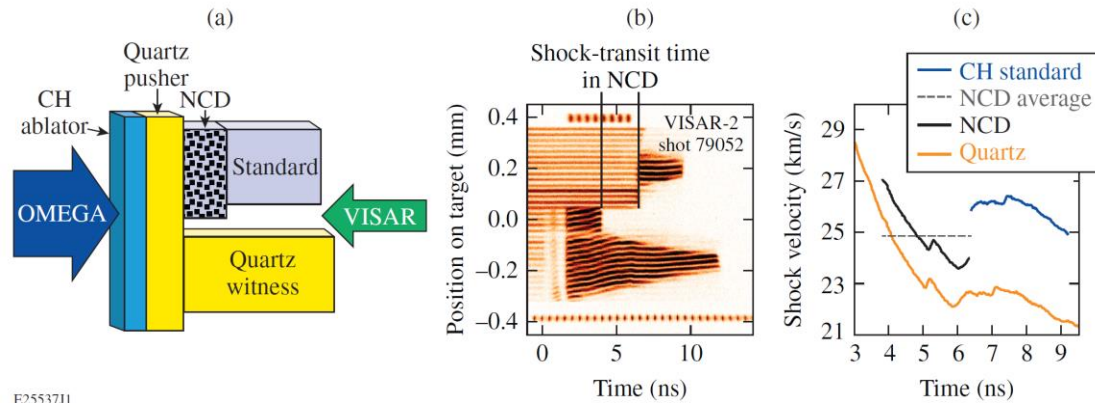 (a)
Quartz
pusher
CH
ablator
NCD
Standard
OMEGA
VISAR
Quartz
witness
E25537J1
(b)
Shock-transit time
in NCD
VISAR-2
shot 79052
Position on target (mm)
0.4
0.2
0.0
−0.2
−0.4
0 5 10
Time (ns)
(c)
CH standard
NCD average
NCD
Quartz
Shock velocity (km/s)
29
27
26
25
23
22
21
3 4 5 6 7 8 9
Time (ns)